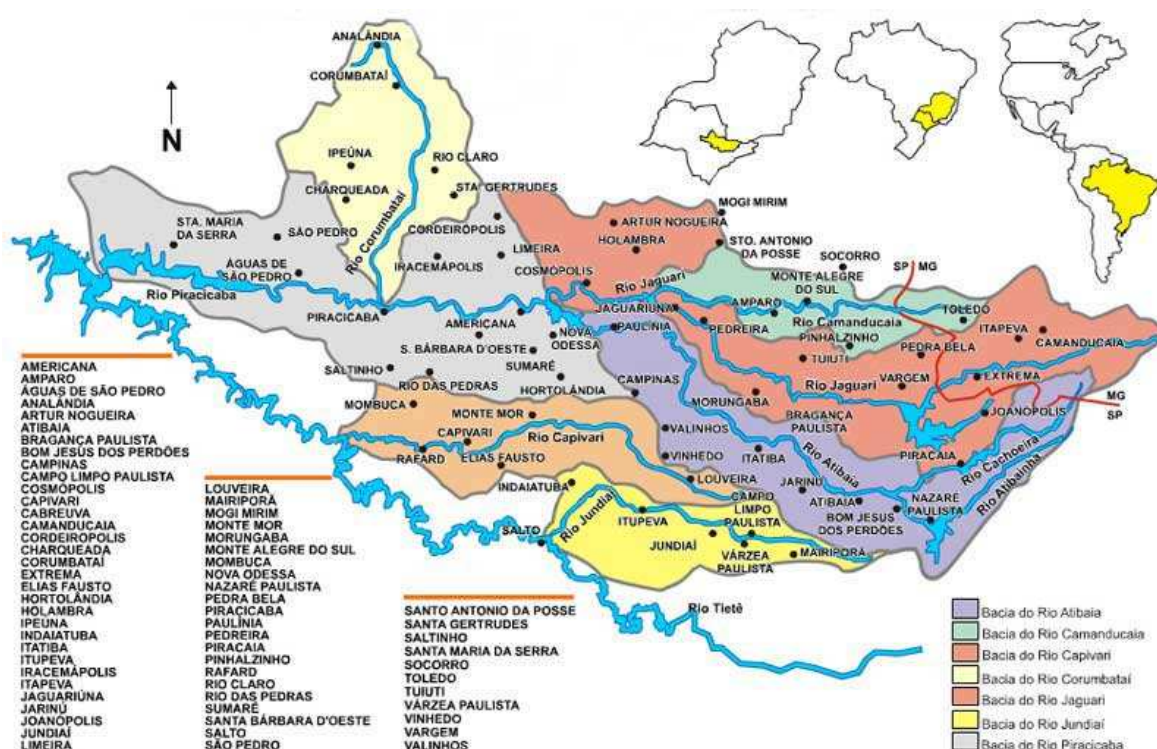 ANALÂNDIA
CORUMBATAÍ
N
IPEÚNA
RIO CLARO
CHARQUEADA
STA. GERTRUDES
Rio Corumbataí
CORDEIRÓPOLIS
STA. MARIA
DA SERRA
SÃO PEDRO
LIMEIRA
IRACEMÁPOLIS
ÁGUAS DE
SÃO PEDRO
Rio Piracicaba
PIRACICABA
MOGI MIRIM
ARTUR NOGUEIRA
HOLAMBRA
STO. ANTONIO
DA POSSE
SOCORRO
SP
MG
COSMÓPOLIS
Rio Jaguari
MONTE ALEGRE
DO SUL
AMPARO
TOLEDO
JAGUARIÚNA
PAULÍNIA
PEDREIRA
Rio Camanducaia
PINHALZINHO
ITAPEVA
CAMANDUCAIA
PEDRA BELA
AMERICANA
NOVA
ODESSA
TUIUTI
S. BÁRBARA D'OESTE
SUMARÉ
SALTINHO
RIO DAS PEDRAS
HORTOLÂNDIA
CAMPINAS
Rio Jaguari
VARGEM
EXTREMA
MG
SP
MOMBUCA
MONTE MOR
MORUNGABA
BRAGANÇA
PAULISTA
JOANÓPOLIS
CAPIVARI
Rio Capivari
VALINHOS
RAFARD
ELIAS FAUSTO
VINHEDO
ITATIBA
Rio Atibaia
PIRACAIA
Rio Cachoeira
Rio Atibainha
INDAIATUBA
LOUVEIRA
JARINÚ
ATIBAIA
NAZARÉ
PAULISTA
CAMPO
LIMPO
PAULISTA
BOM JESUS
DOS PERDÕES
SALTO
Rio Jundiaí
ITUPEVA
JUNDIAÍ
VÁRZEA
PAULISTA
MAIRIPORÃ
Rio Tietê
AMERICANA
AMPARO
ÁGUAS DE SÃO PEDRO
ANALÂNDIA
ARTUR NOGUEIRA
ATIBAIA
BRAGANÇA PAULISTA
BOM JESÚS DOS PERDÕES
CAMPINAS
CAMPO LIMPO PAULISTA
COSMÓPOLIS
CAPIVARI
CABREUVA
CAMANDUCAIA
CORDEIROPOLIS
CHARQUEADA
CORUMBATAÍ
EXTREMA
ELIAS FAUSTO
HORTOLÂNDIA
HOLAMBRA
IPEUNA
INDAIATUBA
ITATIBA
ITUPEVA
IRACEMÁPOLIS
ITAPEVA
JAGUARIÚNA
JARINÚ
JOANÓPOLIS
JUNDIAÍ
LIMEIRA
LOUVEIRA
MAIRIPORÃ
MOGI MIRIM
MONTE MOR
MORUNGABA
MONTE ALEGRE DO SUL
MOMBUCA
NOVA ODESSA
NAZARÉ PAULISTA
PEDRA BELA
PIRACICABA
PAULÍNIA
PEDREIRA
PIRACAIA
PINHALZINHO
RAFARD
RIO CLARO
RIO DAS PEDRAS
SUMARÉ
SANTA BÁRBARA D'OESTE
SALTO
SÃO PEDRO
SANTO ANTONIO DA POSSE
SANTA GERTRUDES
SALTINHO
SANTA MARIA DA SERRA
SOCORRO
TOLEDO
TUIUTI
VÁRZEA PAULISTA
VINHEDO
VARGEM
VALINHOS
Bacia do Rio Atibaia
Bacia do Rio Camanducaia
Bacia do Rio Capivari
Bacia do Rio Corumbataí
Bacia do Rio Jaguari
Bacia do Rio Jundiaí
Bacia do Rio Piracicaba